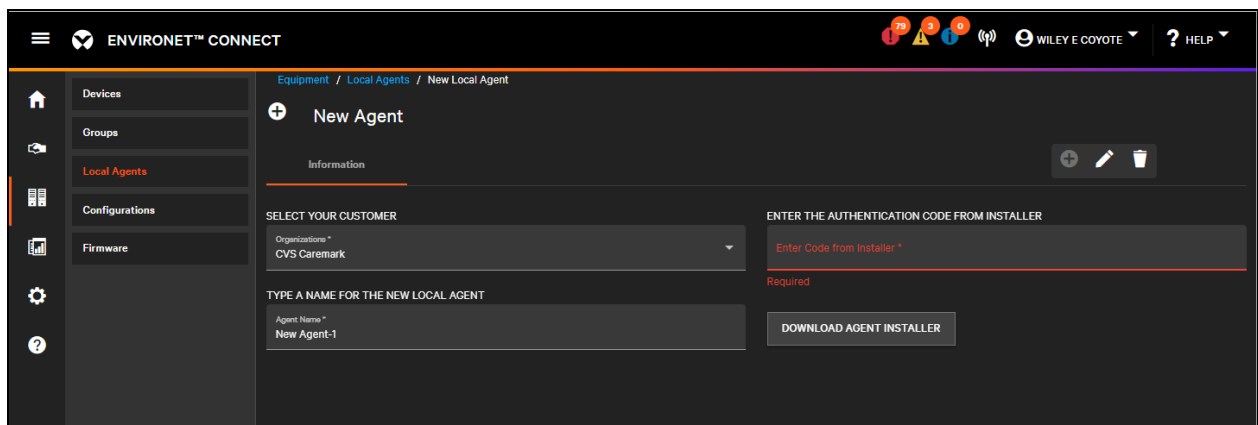 ENVIRONET™ CONNECT
79
3
0
WILEY E COYOTE
? HELP
Equipment / Local Agents / New Local Agent
Devices
Groups
Local Agents
Configurations
Firmware
New Agent
Information
SELECT YOUR CUSTOMER
Organizations *
CVS Caremark
TYPE A NAME FOR THE NEW LOCAL AGENT
Agent Name *
New Agent-1
ENTER THE AUTHENTICATION CODE FROM INSTALLER
Enter Code from Installer *
Required
DOWNLOAD AGENT INSTALLER